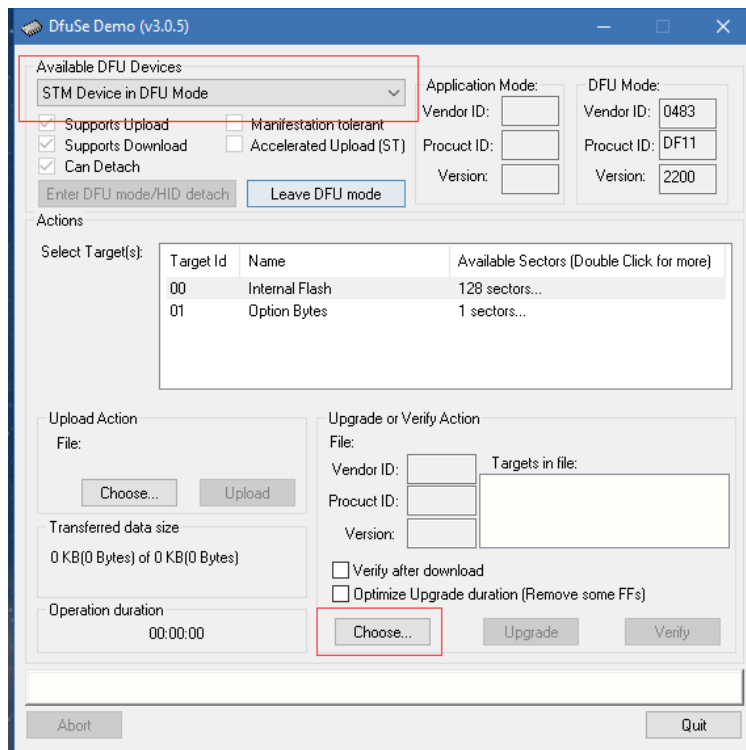 DfuSe Demo (v3.0.5)
Available DFU Devices
STM Device in DFU Mode
Supports Upload
Manifestation tolerant
Supports Download
Accelerated Upload (ST)
Can Detach
Enter DFU mode/HID detach
Leave DFU mode
Application Mode:
Vendor ID:
Procuct ID:
Version:
DFU Mode:
Vendor ID: 0483
Procuct ID: DF11
Version: 2200
Actions
Select Target(s):
Target Id Name Available Sectors (Double Click for more)
00 Internal Flash 128 sectors...
01 Option Bytes 1 sectors...
Upload Action
File:
Choose... Upload
Transferred data size
0 KB(0 Bytes) of 0 KB(0 Bytes)
Operation duration
00:00:00
Upgrade or Verify Action
File:
Vendor ID:
Procuct ID:
Version:
Targets in file:
Verify after download
Optimize Upgrade duration (Remove some FFs)
Choose... Upgrade Verify
Abort Quit